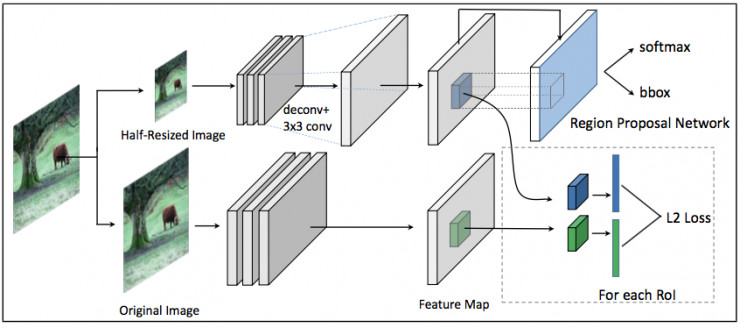 softmax
bbox
Half-Resized Image
deconv+
3x3 conv
Region Proposal Network
L2 Loss
Original Image
Feature Map
For each RoI